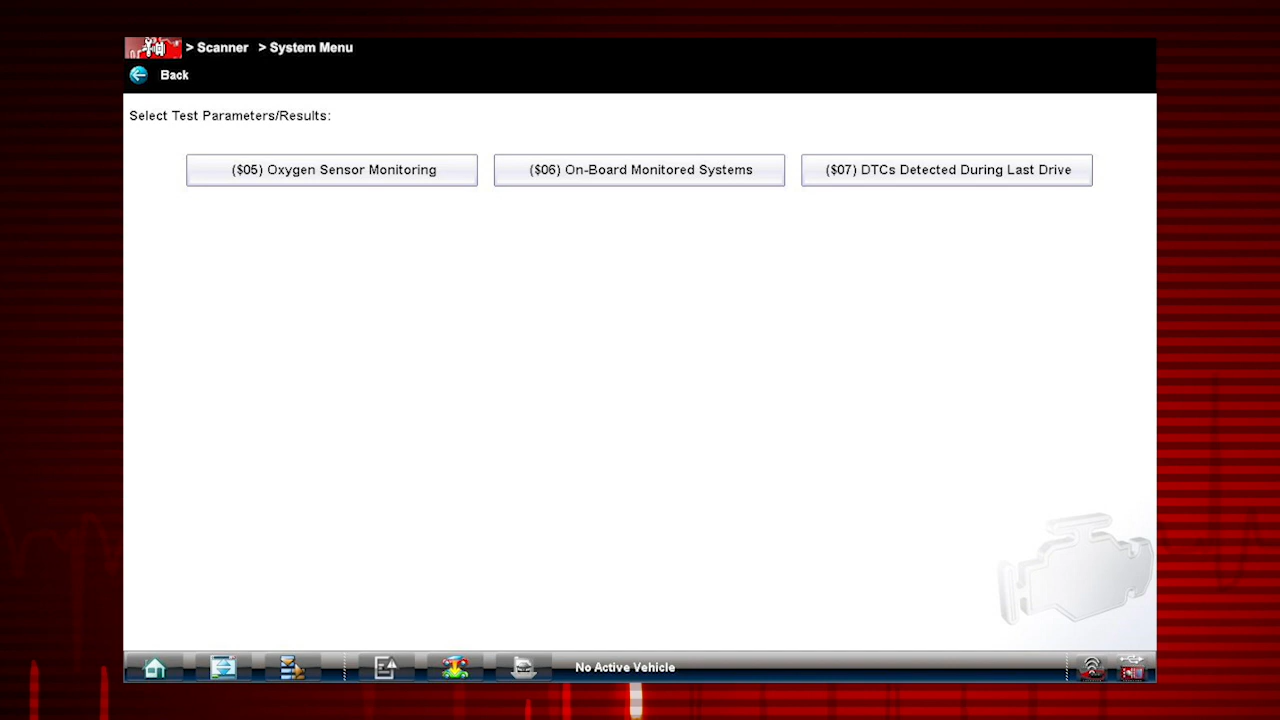 > Scanner > System Menu
Back
Select Test Parameters/Results:
($05) Oxygen Sensor Monitoring
($06) On-Board Monitored Systems
($07) DTCs Detected During Last Drive
No Active Vehicle